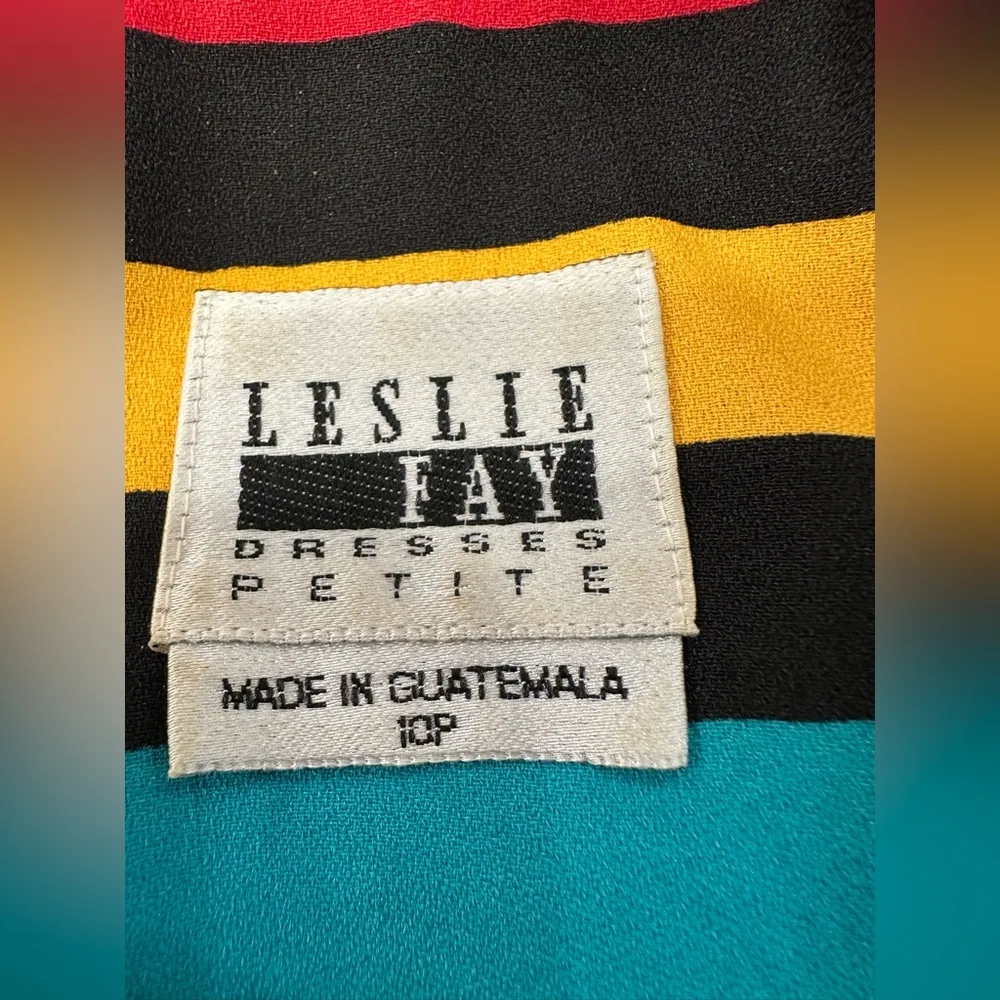 LESLIE
FAY
DRESSES
PETITE
MADE IN GUATEMALA
10P